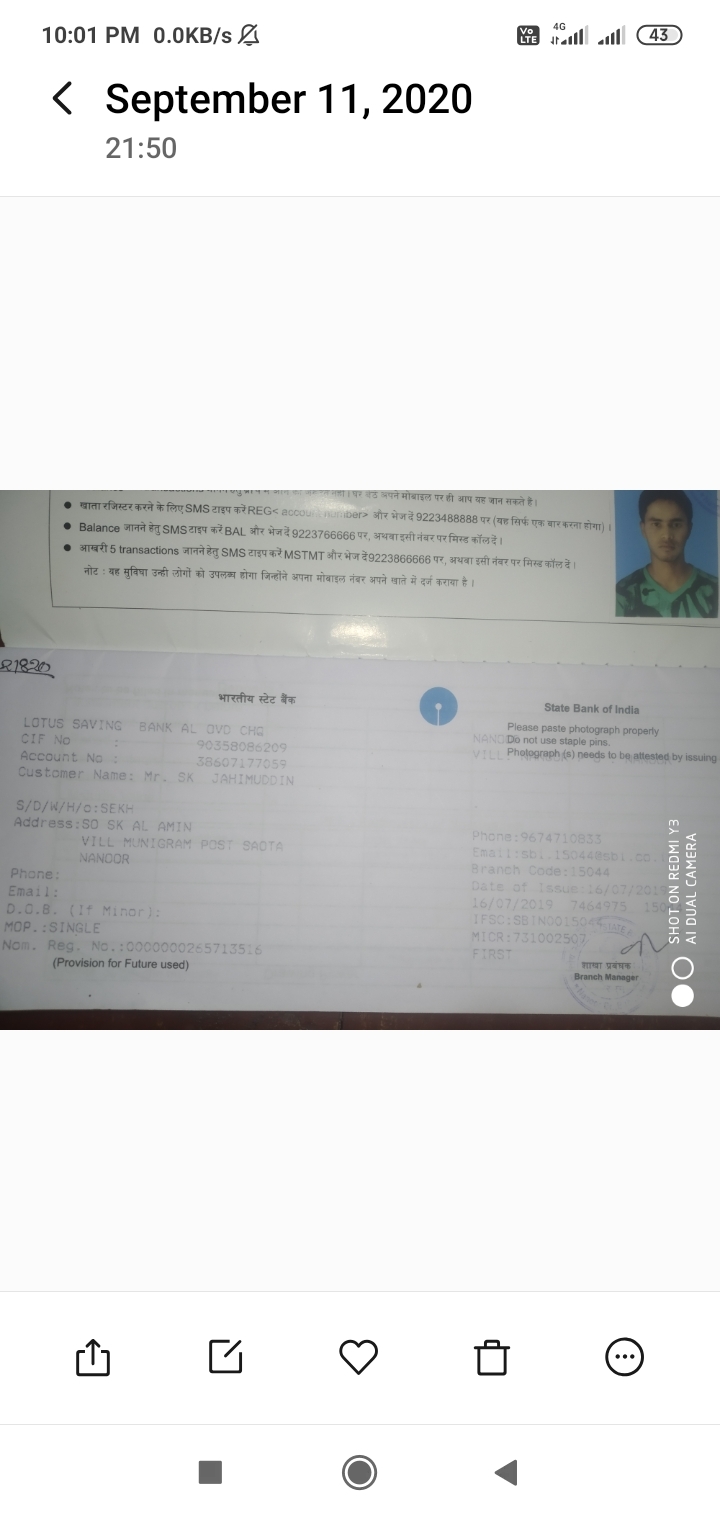 10:01 PM 0.0KB/s
Vo LTE 4G 43
September 11, 2020
21:50
अपने मोबाइल पर ही आप यह जान सकते है।
● खाता रजिस्टर करने के लिए SMS टाइप करें REG< account number> और भेज दें 9223488888 पर (यह सिर्फ एक बार करना होगा) ।
● Balance जानने हेतु SMS टाइप करें BAL और भेज दें 9223766666 पर, अथवा इसी नंबर पर मिस्ड कॉल दें।
● आखरी 5 transactions जानने हेतु SMS टाइप करें MSTMT और भेज दें 9223866666 पर, अथवा इसी नंबर पर मिस्ड कॉल दें।
नोट : यह सुविधा उन्ही लोगों को उपलब्ध होगा जिन्होंने अपना मोबाइल नंबर अपने खाते में दर्ज कराया है ।
भारतीय स्टेट बैंक
LOTUS SAVING BANK AL OVD CHQ
CIF No : 90358086209
Account No : 38607177059
Customer Name: Mr. SK JAHIMUDDIN
S/D/W/H/o:SEKH
Address:SO SK AL AMIN
VILL MUNIGRAM POST SAOTA
NANOOR
Phone:
Email:
D.O.B. (If Minor):
MOP.:SINGLE
Nom. Reg. No.:0000000265713516
(Provision for Future used)
State Bank of India
Please paste photograph properly
Do not use staple pins.
VILL: Photograph (s) needs to be attested by issuing
Phone:9674710833
Email:sbi.15044@sbi.co.
Branch Code:15044
Date of Issue:16/07/201
16/07/2019 7464975
IFSC:SBIN0015044
MICR:731002507
FIRST
शाखा प्रबंधक
Branch Manager
SHOT ON REDMI Y3
AI DUAL CAMERA